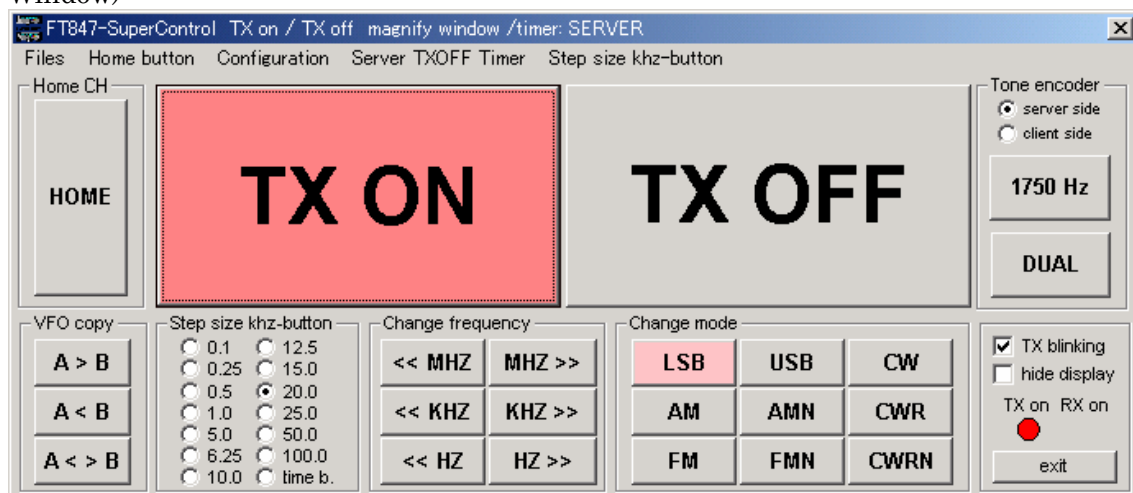 FT847-SuperControl TX on / TX off magnify window /timer: SERVER
Files Home button Configuration Server TXOFF Timer Step size khz-button
Home CH
HOME
TX ON
TX OFF
Tone encoder
server side
client side
1750 Hz
DUAL
VFO copy
A > B
A < B
A < > B
Step size khz-button
0.1 12.5
0.25 15.0
0.5 20.0
1.0 25.0
5.0 50.0
6.25 100.0
10.0 time b.
Change frequency
<< MHZ MHZ >>
<< KHZ KHZ >>
<< HZ HZ >>
Change mode
LSB USB CW
AM AMN CWR
FM FMN CWRN
TX blinking
hide display
TX on RX on
exit